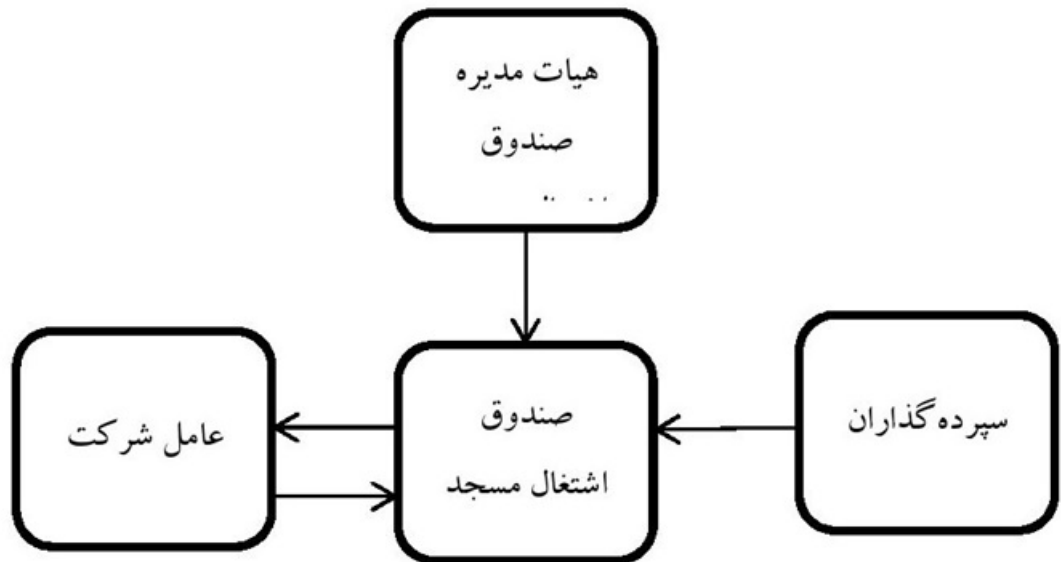 هیات مدیره
صندوق
سپرده‌گذاران
صندوق
اشتغال مسجد
عامل شرکت